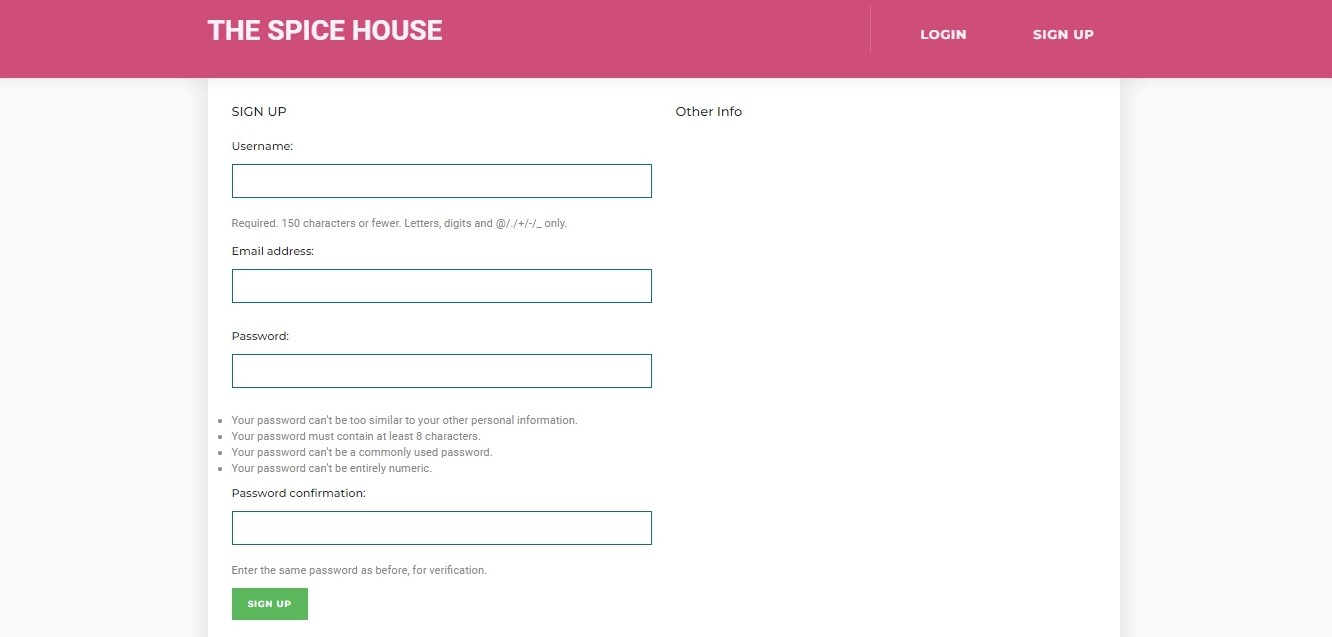 THE SPICE HOUSE
LOGIN
SIGN UP
SIGN UP
Username:
Required. 150 characters or fewer. Letters, digits and @/./+/-/_ only.
Email address:
Password:
Your password can't be too similar to your other personal information.
Your password must contain at least 8 characters.
Your password can't be a commonly used password.
Your password can't be entirely numeric.
Password confirmation:
Enter the same password as before, for verification.
SIGN UP
Other Info